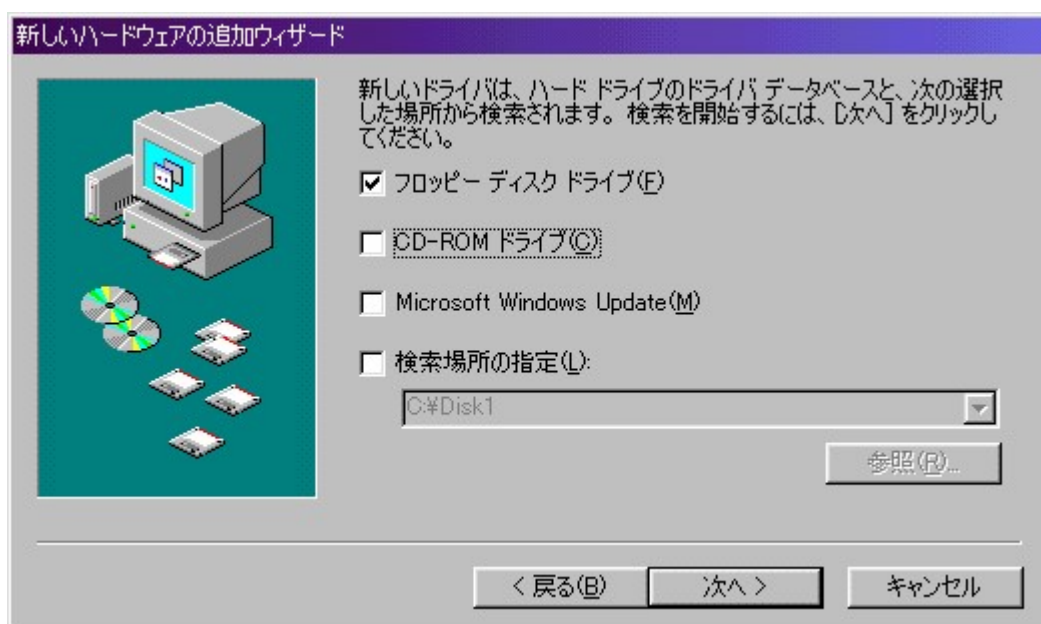 新しいハードウェアの追加ウィザード
新しいドライバは、ハード ドライブのドライバ データベースと、次の選択
した場所から検索されます。検索を開始するには、[次へ] をクリックし
てください。
フロッピー ディスク ドライブ(F)
CD-ROM ドライブ(C)
Microsoft Windows Update(M)
検索場所の指定(L):
C:¥Disk1
参照(R)...
< 戻る(B)
次へ >
キャンセル